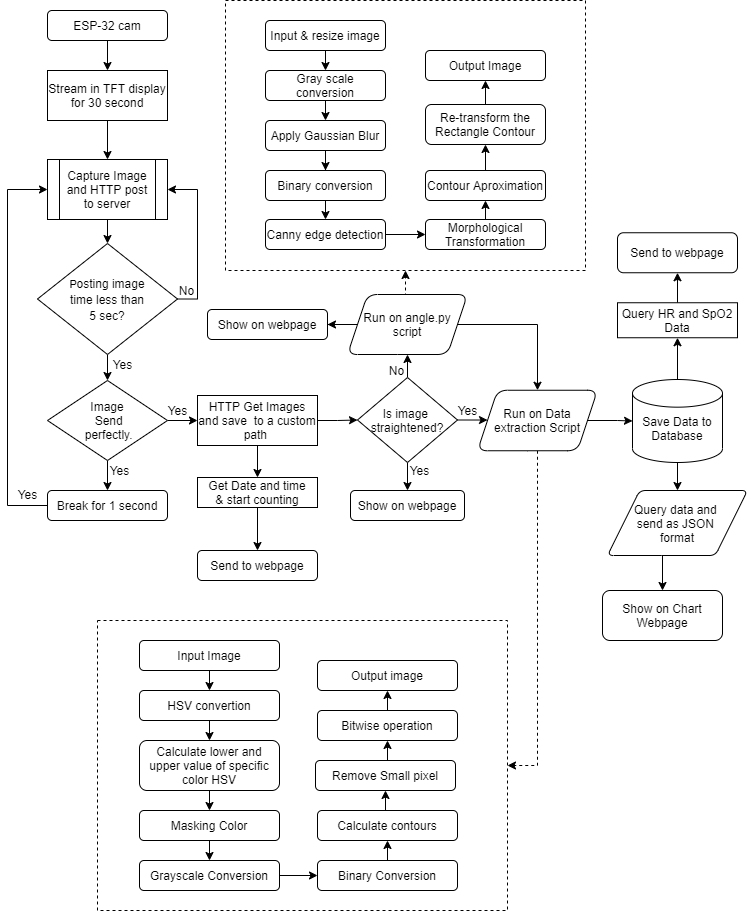 ESP-32 cam
Stream in TFT display
for 30 second
Capture Image
and HTTP post
to server
Posting image
time less than
5 sec?
No
Yes
Image
Send
perfectly.
Yes
Yes
Break for 1 second
Yes
HTTP Get Images
and save to a custom
path
Get Date and time
& start counting
Send to webpage
Input & resize image
Gray scale
conversion
Apply Gaussian Blur
Binary conversion
Canny edge detection
Morphological
Transformation
Contour Aproximation
Re-transform the
Rectangle Contour
Output Image
Show on webpage
Run on angle.py
script
No
Is image
straightened?
Yes
Yes
Show on webpage
Run on Data
extraction Script
Send to webpage
Query HR and SpO2
Data
Save Data to
Database
Query data and
send as JSON
format
Show on Chart
Webpage
Input Image
HSV convertion
Calculate lower and
upper value of specific
color HSV
Masking Color
Grayscale Conversion
Binary Conversion
Calculate contours
Remove Small pixel
Bitwise operation
Output image